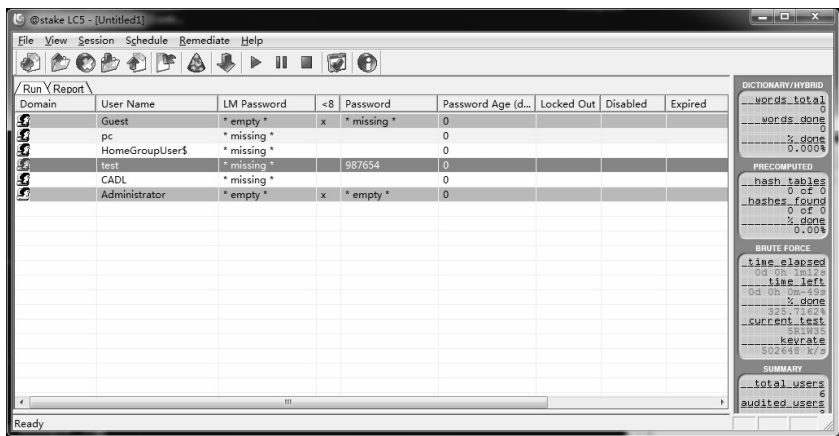 @stake LC5 - [Untitled1]
File View Session Schedule Remediate Help
Run Report
Domain User Name LM Password <8 Password Password Age (d... Locked Out Disabled Expired
Guest * empty * x * missing * 0
pc * missing * 0
HomeGroupUser$ * missing * 0
test * missing * 987654 0
CADL * missing * 0
Administrator * empty * x * empty * 0
DICTIONARY/HYBRID
words total
0
words done
0
% done
0.000%
PRECOMPUTED
hash tables
0 of 0
hashes found
0 of 0
% done
0.00%
BRUTE FORCE
time elapsed
0d 0h 1m12s
time left
0d 0h 0m-49s
% done
325.7162%
current test
5R1W35
keyrate
502648 k/s
SUMMARY
total users
6
audited users
Ready